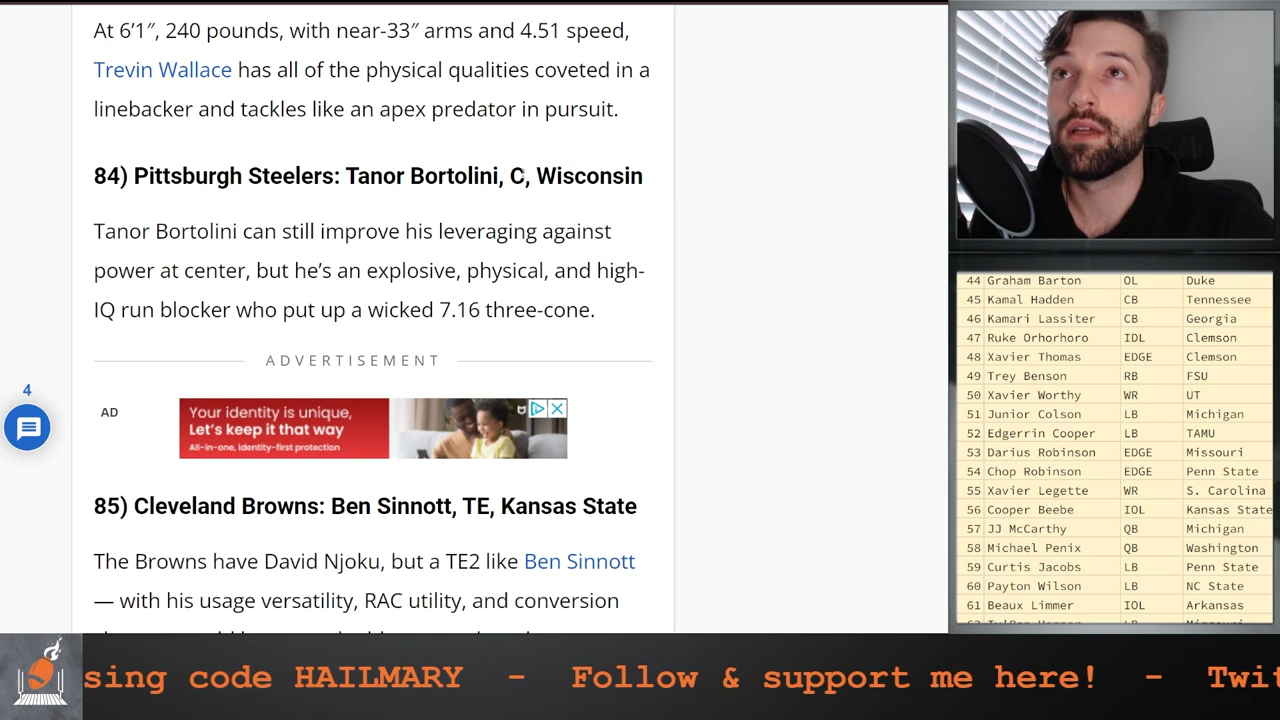 At 6’1”, 240 pounds, with near-33” arms and 4.51 speed,
Trevin Wallace has all of the physical qualities coveted in a
linebacker and tackles like an apex predator in pursuit.
84) Pittsburgh Steelers: Tanor Bortolini, C, Wisconsin
Tanor Bortolini can still improve his leveraging against
power at center, but he’s an explosive, physical, and high-
IQ run blocker who put up a wicked 7.16 three-cone.
ADVERTISEMENT
AD
Your identity is unique,
Let's keep it that way
All-in-one, identity-first protection
4
85) Cleveland Browns: Ben Sinnott, TE, Kansas State
The Browns have David Njoku, but a TE2 like Ben Sinnott
— with his usage versatility, RAC utility, and conversion
44 Graham Barton OL Duke
45 Kamal Hadden CB Tennessee
46 Kamari Lassiter CB Georgia
47 Ruke Orhorhoro IDL Clemson
48 Xavier Thomas EDGE Clemson
49 Trey Benson RB FSU
50 Xavier Worthy WR UT
51 Junior Colson LB Michigan
52 Edgerrin Cooper LB TAMU
53 Darius Robinson EDGE Missouri
54 Chop Robinson EDGE Penn State
55 Xavier Legette WR S. Carolina
56 Cooper Beebe IOL Kansas State
57 JJ McCarthy QB Michigan
58 Michael Penix QB Washington
59 Curtis Jacobs LB Penn State
60 Payton Wilson LB NC State
61 Beaux Limmer IOL Arkansas
sing code HAILMARY - Follow & support me here! - Twit